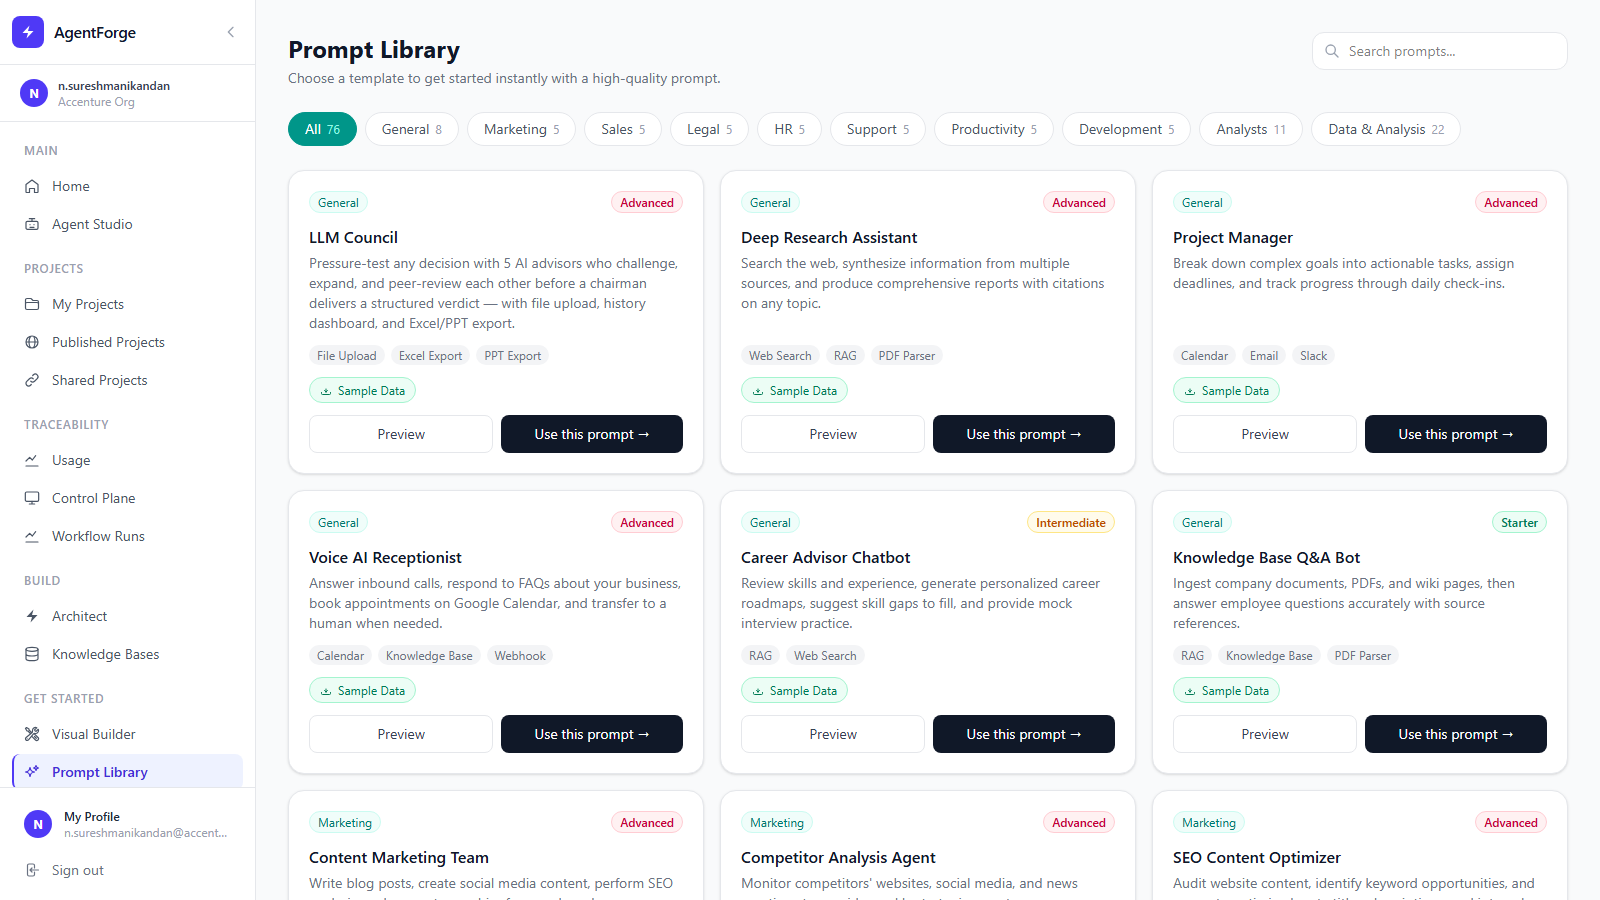 AgentForge
N
n.sureshmanikandan
Accenture Org
MAIN
Home
Agent Studio
PROJECTS
My Projects
Published Projects
Shared Projects
TRACEABILITY
Usage
Control Plane
Workflow Runs
BUILD
Architect
Knowledge Bases
GET STARTED
Visual Builder
Prompt Library
N
My Profile
n.sureshmanikandan@accent...
Sign out
Prompt Library
Choose a template to get started instantly with a high-quality prompt.
Search prompts...
All 76
General 8
Marketing 5
Sales 5
Legal 5
HR 5
Support 5
Productivity 5
Development 5
Analysts 11
Data & Analysis 22
General
Advanced
LLM Council
Pressure-test any decision with 5 AI advisors who challenge,
expand, and peer-review each other before a chairman
delivers a structured verdict — with file upload, history
dashboard, and Excel/PPT export.
File Upload
Excel Export
PPT Export
Sample Data
Preview
Use this prompt →
General
Advanced
Deep Research Assistant
Search the web, synthesize information from multiple
sources, and produce comprehensive reports with citations
on any topic.
Web Search
RAG
PDF Parser
Sample Data
Preview
Use this prompt →
General
Advanced
Project Manager
Break down complex goals into actionable tasks, assign
deadlines, and track progress through daily check-ins.
Calendar
Email
Slack
Sample Data
Preview
Use this prompt →
General
Advanced
Voice AI Receptionist
Answer inbound calls, respond to FAQs about your business,
book appointments on Google Calendar, and transfer to a
human when needed.
Calendar
Knowledge Base
Webhook
Sample Data
Preview
Use this prompt →
General
Intermediate
Career Advisor Chatbot
Review skills and experience, generate personalized career
roadmaps, suggest skill gaps to fill, and provide mock
interview practice.
RAG
Web Search
Sample Data
Preview
Use this prompt →
General
Starter
Knowledge Base Q&A Bot
Ingest company documents, PDFs, and wiki pages, then
answer employee questions accurately with source
references.
RAG
Knowledge Base
PDF Parser
Sample Data
Preview
Use this prompt →
Marketing
Advanced
Content Marketing Team
Write blog posts, create social media content, perform SEO
Marketing
Advanced
Competitor Analysis Agent
Monitor competitors' websites, social media, and news
Marketing
Advanced
SEO Content Optimizer
Audit website content, identify keyword opportunities, and